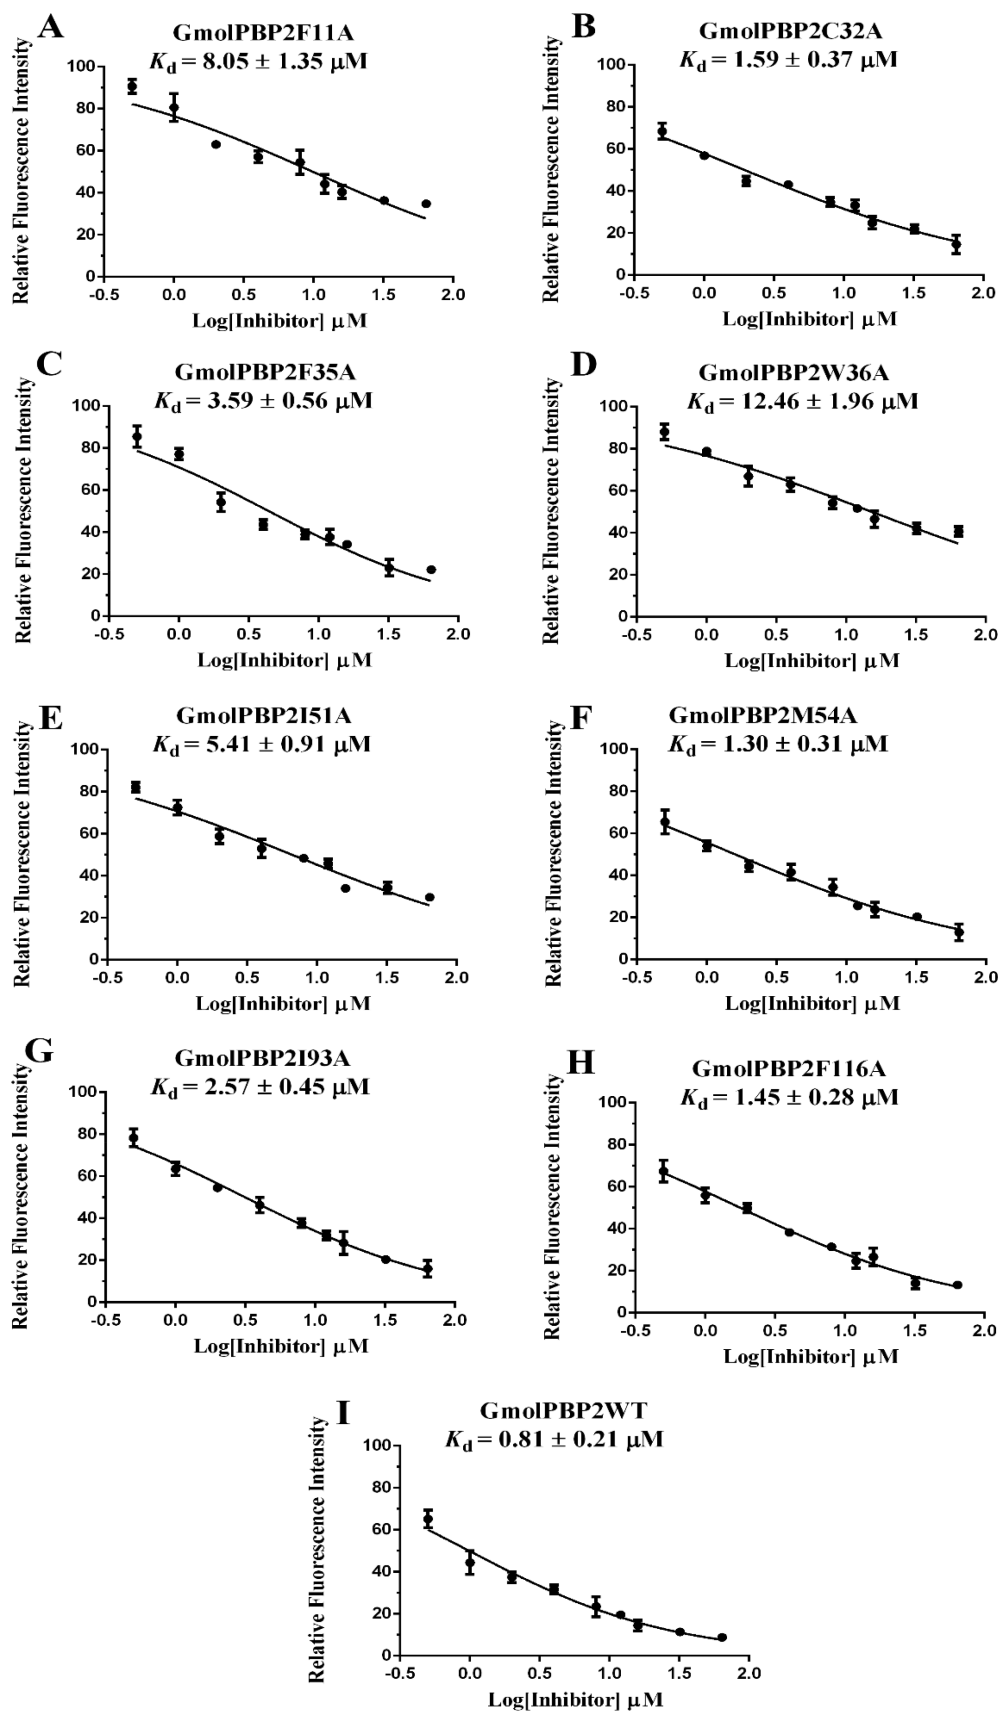 A
GmolPBP2F11A
Kd = 8.05 ± 1.35 μM
Relative Fluorescence Intensity
100
80
60
40
20
0
-0.5 0.0 0.5 1.0 1.5 2.0
Log[Inhibitor] μM
B
GmolPBP2C32A
Kd = 1.59 ± 0.37 μM
Relative Fluorescence Intensity
100
80
60
40
20
0
-0.5 0.0 0.5 1.0 1.5 2.0
Log[Inhibitor] μM
C
GmolPBP2F35A
Kd = 3.59 ± 0.56 μM
Relative Fluorescence Intensity
100
80
60
40
20
0
-0.5 0.0 0.5 1.0 1.5 2.0
Log[Inhibitor] μM
D
GmolPBP2W36A
Kd = 12.46 ± 1.96 μM
Relative Fluorescence Intensity
100
80
60
40
20
0
-0.5 0.0 0.5 1.0 1.5 2.0
Log[Inhibitor] μM
E
GmolPBP2I51A
Kd = 5.41 ± 0.91 μM
Relative Fluorescence Intensity
100
80
60
40
20
0
-0.5 0.0 0.5 1.0 1.5 2.0
Log[Inhibitor] μM
F
GmolPBP2M54A
Kd = 1.30 ± 0.31 μM
Relative Fluorescence Intensity
100
80
60
40
20
0
-0.5 0.0 0.5 1.0 1.5 2.0
Log[Inhibitor] μM
G
GmolPBP2I93A
Kd = 2.57 ± 0.45 μM
Relative Fluorescence Intensity
100
80
60
40
20
0
-0.5 0.0 0.5 1.0 1.5 2.0
Log[Inhibitor] μM
H
GmolPBP2F116A
Kd = 1.45 ± 0.28 μM
Relative Fluorescence Intensity
100
80
60
40
20
0
-0.5 0.0 0.5 1.0 1.5 2.0
Log[Inhibitor] μM
I
GmolPBP2WT
Kd = 0.81 ± 0.21 μM
Relative Fluorescence Intensity
100
80
60
40
20
0
-0.5 0.0 0.5 1.0 1.5 2.0
Log[Inhibitor] μM